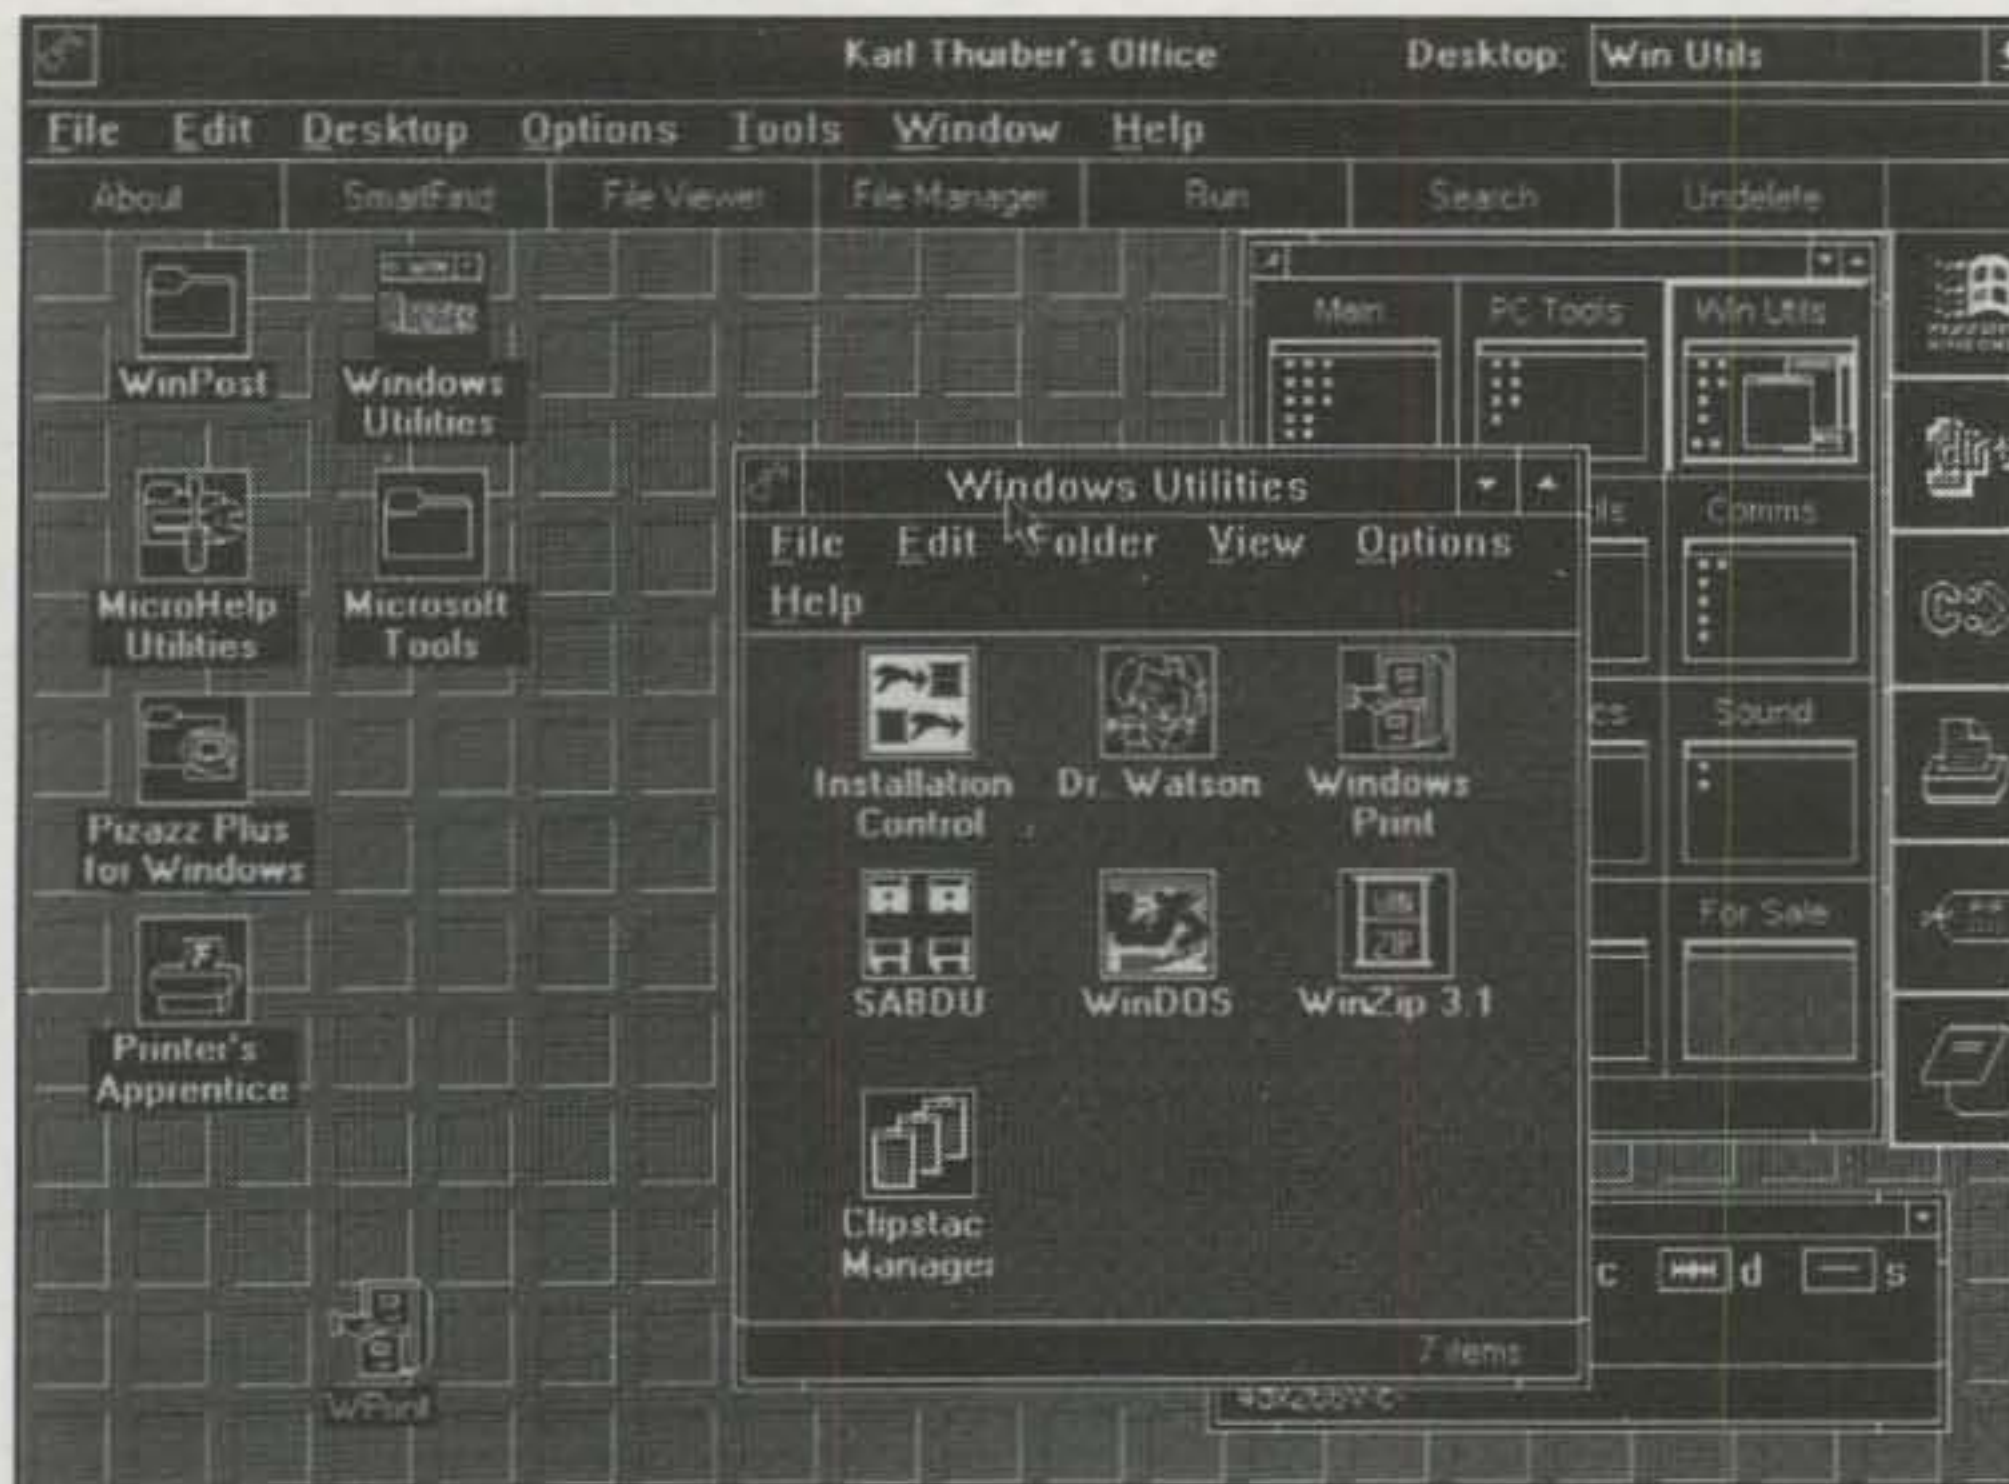 Karl Thurber's Office Desktop: Win Utils
File Edit Desktop Options Tools Window Help
About SmartFind File Viewer File Manager Run Search Undelete
WinPost
Windows
Utilities
MicroHelp
Utilities
Microsoft
Tools
Pizazz Plus
for Windows
Printer's
Apprentice
WPrint
Main PC Tools Win Utils
Comms
Sound
For Sale
Windows Utilities
File Edit Folder View Options
Help
Installation
Control
Dr. Watson
Windows
Print
SABDU
WinDOS
WIN
ZIP
WinZip 3.1
Clipstac
Manager
7 items
c d s